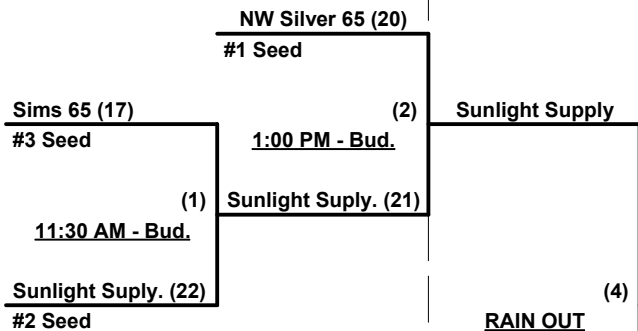 NW Silver 65 (20)
#1 Seed
Sims 65 (17)
#3 Seed
(2)
1:00 PM - Bud.
Sunlight Supply
(1)
11:30 AM - Bud.
Sunlight Suply. (21)
Sunlight Suply. (22)
#2 Seed
(4)
RAIN OUT